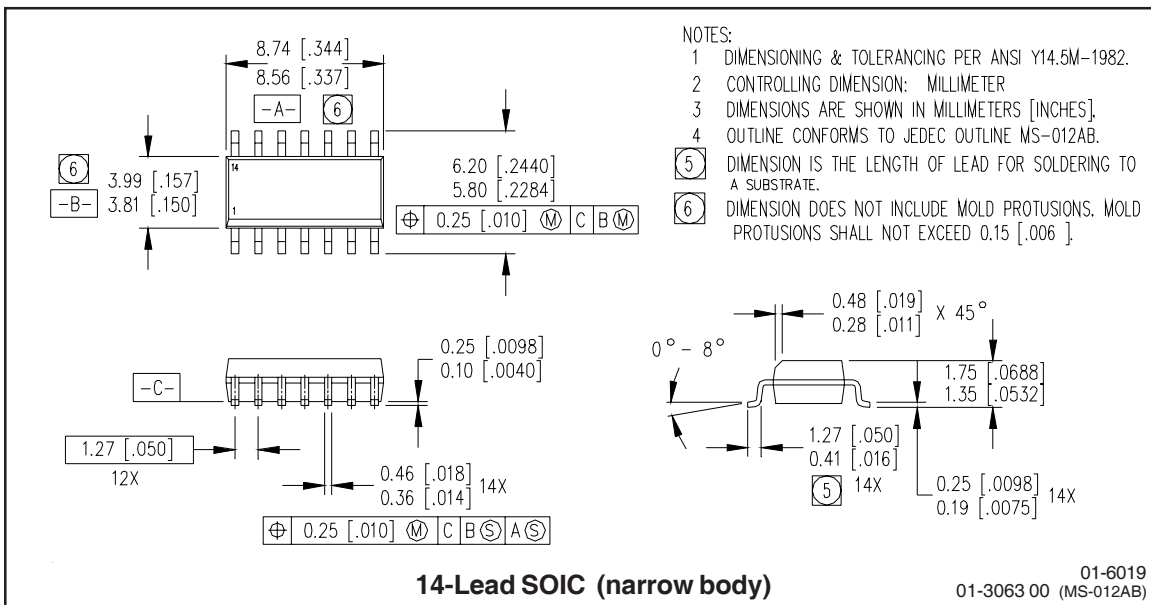 8.74 [.344]
8.56 [.337]
-A- 6
6
3.99 [.157]
-B- 3.81 [.150]
14
1
6.20 [.2440]
5.80 [.2284]
⌖ 0.25 [.010] Ⓜ C B Ⓜ
NOTES:
1 DIMENSIONING & TOLERANCING PER ANSI Y14.5M-1982.
2 CONTROLLING DIMENSION: MILLIMETER
3 DIMENSIONS ARE SHOWN IN MILLIMETERS [INCHES].
4 OUTLINE CONFORMS TO JEDEC OUTLINE MS-012AB.
5 DIMENSION IS THE LENGTH OF LEAD FOR SOLDERING TO
A SUBSTRATE.
6 DIMENSION DOES NOT INCLUDE MOLD PROTUSIONS. MOLD
PROTUSIONS SHALL NOT EXCEED 0.15 [.006 ].
-C-
0.25 [.0098]
0.10 [.0040]
1.27 [.050]
12X
0.46 [.018]
0.36 [.014] 14X
⌖ 0.25 [.010] Ⓜ C B Ⓢ A Ⓢ
0.48 [.019]
0.28 [.011] X 45°
0° - 8°
1.75 [.0688]
1.35 [.0532]
1.27 [.050]
0.41 [.016]
5 14X
0.25 [.0098]
0.19 [.0075] 14X
14-Lead SOIC (narrow body)
01-6019
01-3063 00 (MS-012AB)